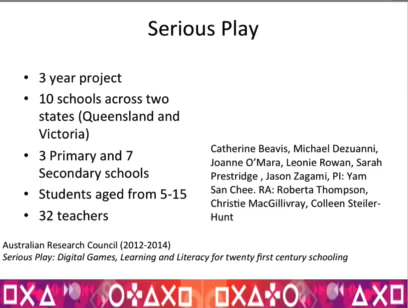 Serious Play
• 3 year project
• 10 schools across two
states (Queensland and
Victoria)
• 3 Primary and 7
Secondary schools
• Students aged from 5-15
• 32 teachers
Catherine Beavis, Michael Dezuanni,
Joanne O'Mara, Leonie Rowan, Sarah
Prestridge , Jason Zagami, PI: Yam
San Chee. RA: Roberta Thompson,
Christie MacGillivray, Colleen Steiler-
Hunt
Australian Research Council (2012-2014)
Serious Play: Digital Games, Learning and Literacy for twenty first century schooling